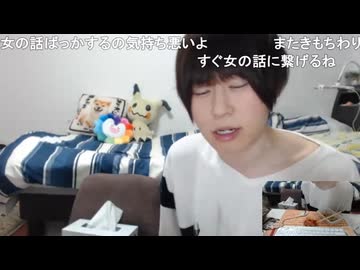 女の話ばっかするの気持ち悪いよ
またきもちわり
すぐ女の話に繋げるね